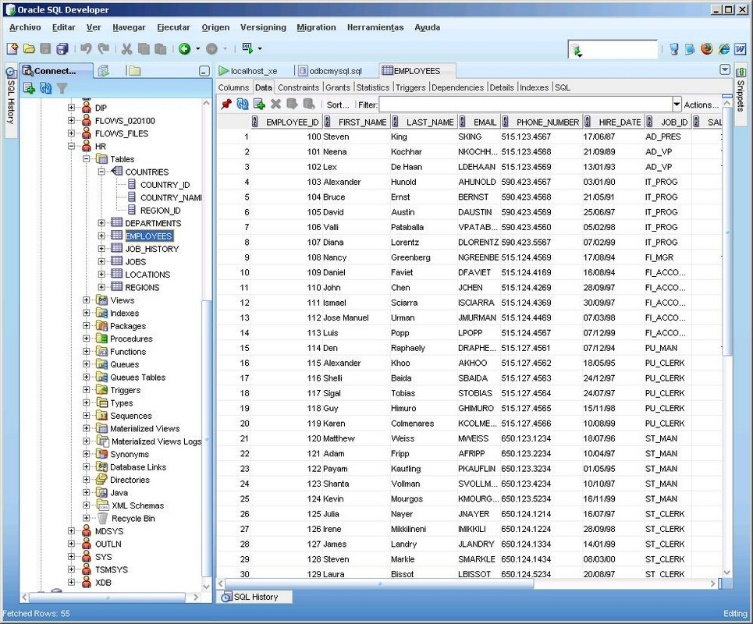 Oracle SQL Developer
Archivo Editar Ver Navegar Ejecutar Origen Versigning Migration Herramientas Ayuda
Connect...
localhost_xe odbcmysql.sql EMPLOYEES
SQL History
Snippets
Columns Data Constraints Grants Statistics Triggers Dependencies Details Indexes SQL
Sort... Filter: Actions...
DIP
FLOWS_020100
FLOWS_FILES
HR
Tables
COUNTRIES
COUNTRY_ID
COUNTRY_NAM
REGION_ID
DEPARTMENTS
EMPLOYEES
JOB_HISTORY
JOBS
LOCATIONS
REGIONS
Views
Indexes
Packages
Procedures
Functions
Queues
Queues Tables
Triggers
Types
Sequences
Materialized Views
Materialized Views Logs
Synonyms
Database Links
Directories
Java
XML Schemas
Recycle Bin
MDSYS
OUTLN
SYS
TSMSYS
XDB
EMPLOYEE_ID FIRST_NAME LAST_NAME EMAIL PHONE_NUMBER HIRE_DATE JOB_ID SAL
1 100 Steven King SKING 515.123.4567 17/06/87 AD_PRES
2 101 Neena Kochhar NKOCHH... 515.123.4568 21/09/89 AD_VP
3 102 Lex De Haan LDEHAAN 515.123.4569 13/01/93 AD_VP
4 103 Alexander Hunold AHUNOLD 590.423.4567 03/01/90 IT_PROG
5 104 Bruce Ernst BERNST 590.423.4568 21/05/91 IT_PROG
6 105 David Austin DAUSTIN 590.423.4569 25/06/97 IT_PROG
7 106 Valli Pataballa VPATAB... 590.423.4560 05/02/98 IT_PROG
8 107 Diana Lorentz DLORENTZ 590.423.5567 07/02/99 IT_PROG
9 108 Nancy Greenberg NGREENBE 515.124.4569 17/08/94 FI_MGR
10 109 Daniel Faviet DFAVIET 515.124.4169 16/08/94 FI_ACCO...
11 110 John Chen JCHEN 515.124.4269 28/09/97 FI_ACCO...
12 111 Ismael Sciarra ISCIARRA 515.124.4369 30/09/97 FI_ACCO...
13 112 Jose Manuel Urman JMURMAN 515.124.4469 07/03/98 FI_ACCO...
14 113 Luis Popp LPOPP 515.124.4567 07/12/99 FI_ACCO...
15 114 Den Raphaely DRAPHE... 515.127.4561 07/12/94 PU_MAN
16 115 Alexander Khoo AKHOO 515.127.4562 18/05/95 PU_CLERK
17 116 Shelli Baida SBAIDA 515.127.4563 24/12/97 PU_CLERK
18 117 Sigal Tobias STOBIAS 515.127.4564 24/07/97 PU_CLERK
19 118 Guy Himuro GHIMURO 515.127.4565 15/11/98 PU_CLERK
20 119 Karen Colmenares KCOLME... 515.127.4566 10/08/99 PU_CLERK
21 120 Matthew Weiss MWEISS 650.123.1234 18/07/96 ST_MAN
22 121 Adam Fripp AFRIPP 650.123.2234 10/04/97 ST_MAN
23 122 Payam Kaufling PKAUFLIN 650.123.3234 01/05/95 ST_MAN
24 123 Shanta Vollman SVOLLM... 650.123.4234 10/10/97 ST_MAN
25 124 Kevin Mourgos KMOURG... 650.123.5234 16/11/99 ST_MAN
26 125 Julia Nayer JNAYER 650.124.1214 16/07/97 ST_CLERK
27 126 Irene Mikkilineni IMIKKILI 650.124.1224 28/09/98 ST_CLERK
28 127 James Landry JLANDRY 650.124.1334 14/01/99 ST_CLERK
29 128 Steven Markle SMARKLE 650.124.1434 08/03/00 ST_CLERK
30 129 Laura Bissot LBISSOT 650.124.5234 20/08/97 ST_CLERK
SQL History
Fetched Rows: 55 Editing